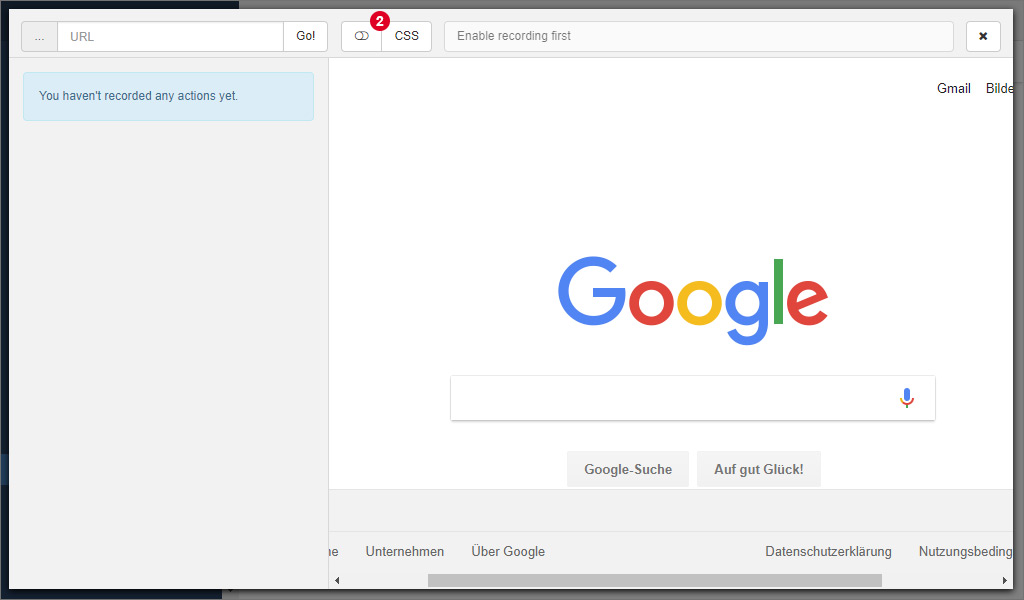 ... URL Go! 2 CSS Enable recording first
You haven't recorded any actions yet.
Gmail Bilde
Google
Google-Suche Auf gut Glück!
ne Unternehmen Über Google Datenschutzerklärung Nutzungsbeding